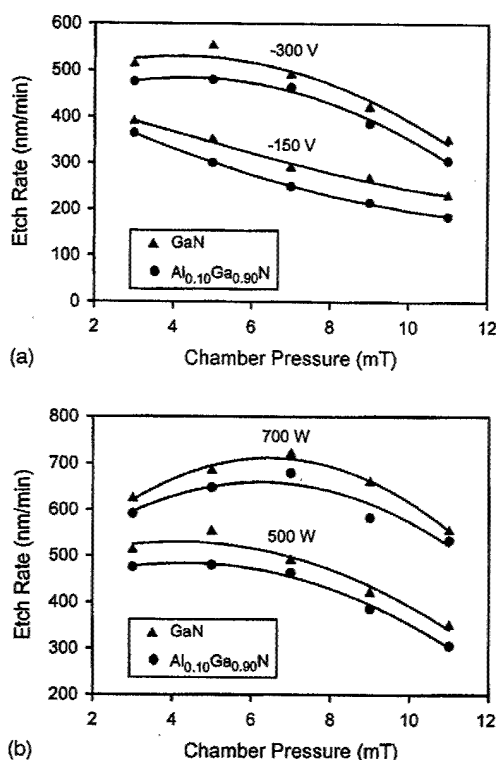 600
500
400
300
200
100
0
Etch Rate (nm/min)
-300 V
-150 V
▲ GaN
● Al0.10Ga0.90N
2 4 6 8 10 12
(a) Chamber Pressure (mT)
800
700
600
500
400
300
200
Etch Rate (nm/min)
700 W
500 W
▲ GaN
● Al0.10Ga0.90N
2 4 6 8 10 12
(b) Chamber Pressure (mT)